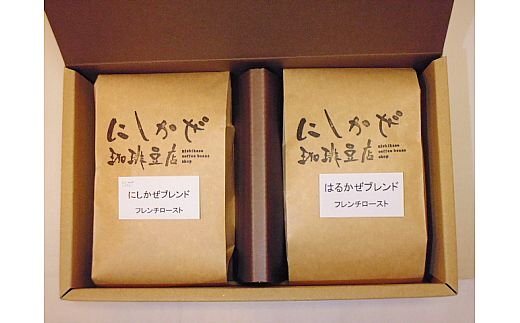 にしかぜ
珈琲豆店
nishikaze
coffee beans
shop
にしかぜブレンド
フレンチロースト
にしかぜ
珈琲豆店
nishikaze
coffee beans
shop
はるかぜブレンド
フレンチロースト